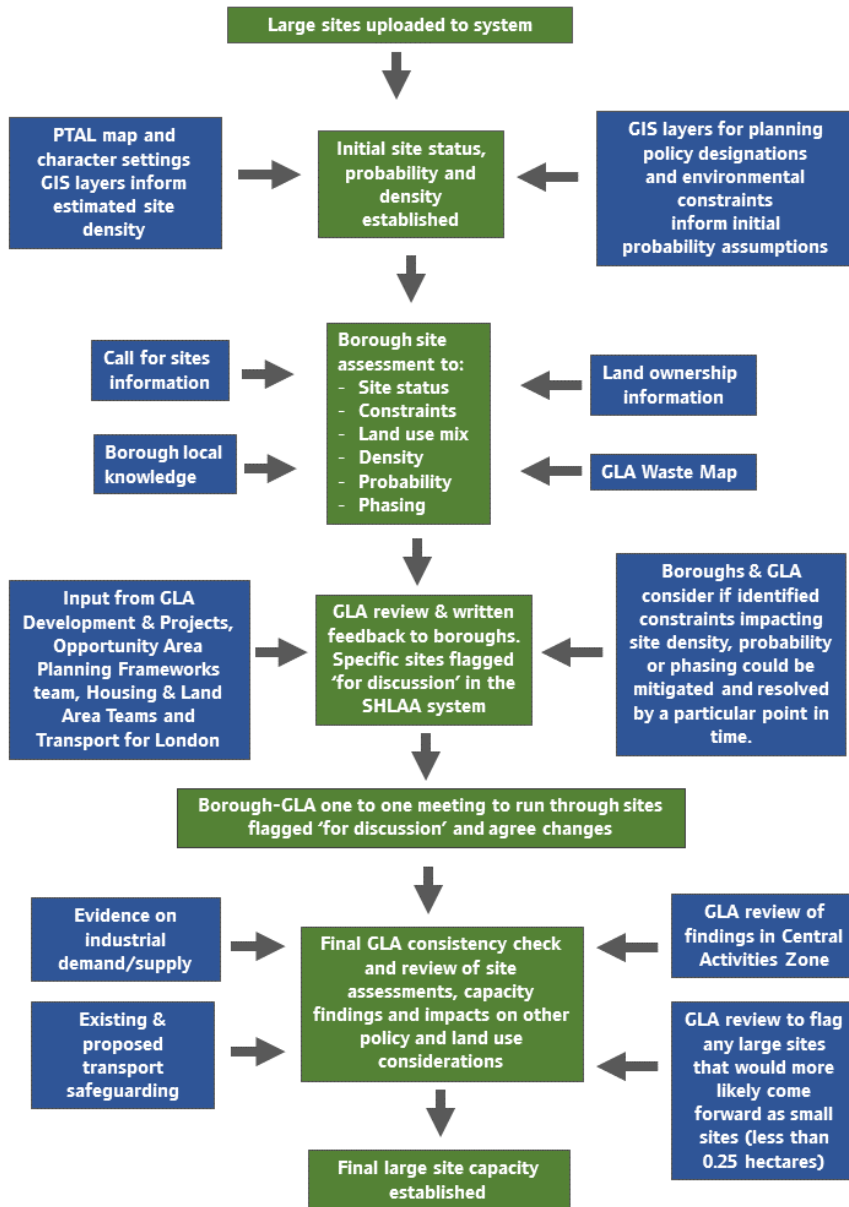 Large sites uploaded to system
PTAL map and
character settings
GIS layers inform
estimated site
density
Initial site status,
probability and
density
established
GIS layers for planning
policy designations
and environmental
constraints
inform initial
probability assumptions
Call for sites
information
Borough local
knowledge
Borough site
assessment to:
- Site status
- Constraints
- Land use mix
- Density
- Probability
- Phasing
Land ownership
information
GLA Waste Map
Input from GLA
Development & Projects,
Opportunity Area
Planning Frameworks
team, Housing & Land
Area Teams and
Transport for London
GLA review & written
feedback to boroughs.
Specific sites flagged
‘for discussion’ in the
SHLAA system
Boroughs & GLA
consider if identified
constraints impacting
site density, probability
or phasing could be
mitigated and resolved
by a particular point in
time.
Borough-GLA one to one meeting to run through sites
flagged ‘for discussion’ and agree changes
Evidence on
industrial
demand/supply
Existing &
proposed
transport
safeguarding
Final GLA consistency check
and review of site
assessments, capacity
findings and impacts on other
policy and land use
considerations
GLA review of
findings in Central
Activities Zone
GLA review to flag
any large sites
that would more
likely come
forward as small
sites (less than
0.25 hectares)
Final large site capacity
established